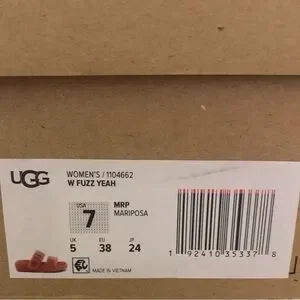 UGG
WOMEN'S / 1104662
W FUZZ YEAH
USA
7
MRP
MARIPOSA
UK EU JP
5 38 24
MADE IN VIETNAM
1 92410 35337 8